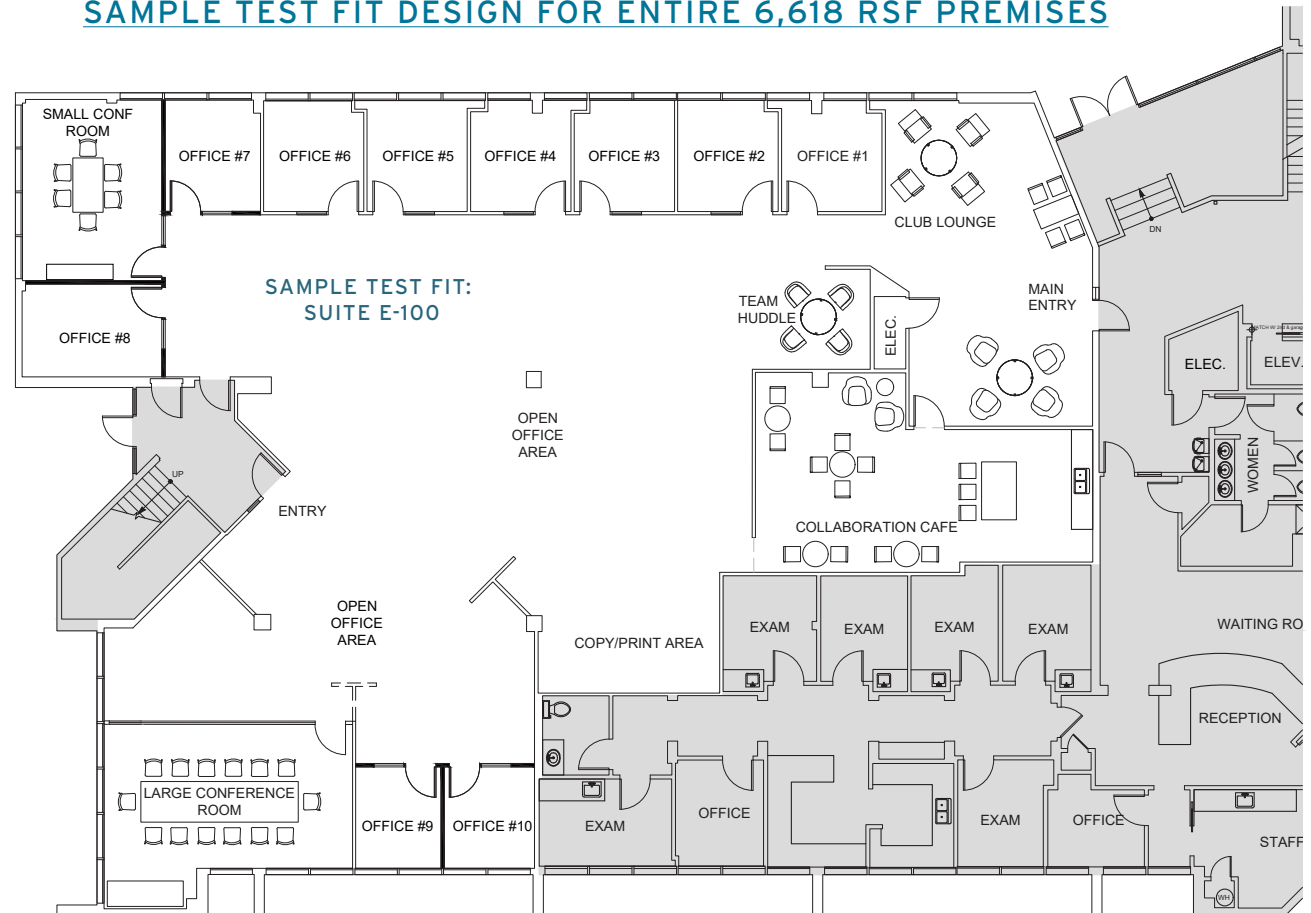 SAMPLE TEST FIT DESIGN FOR ENTIRE 6,618 RSF PREMISES
SMALL CONF
ROOM
OFFICE #7
OFFICE #6
OFFICE #5
OFFICE #4
OFFICE #3
OFFICE #2
OFFICE #1
CLUB LOUNGE
DN
SAMPLE TEST FIT:
SUITE E-100
TEAM
HUDDLE
ELEC.
MAIN
ENTRY
OFFICE #8
ELEC.
ELEV.
OPEN
OFFICE
AREA
WOMEN
UP
ENTRY
COLLABORATION CAFE
OPEN
OFFICE
AREA
COPY/PRINT AREA
EXAM
EXAM
EXAM
EXAM
WAITING RO
RECEPTION
LARGE CONFERENCE
ROOM
OFFICE #9
OFFICE #10
EXAM
OFFICE
EXAM
OFFICE
STAFF
WH